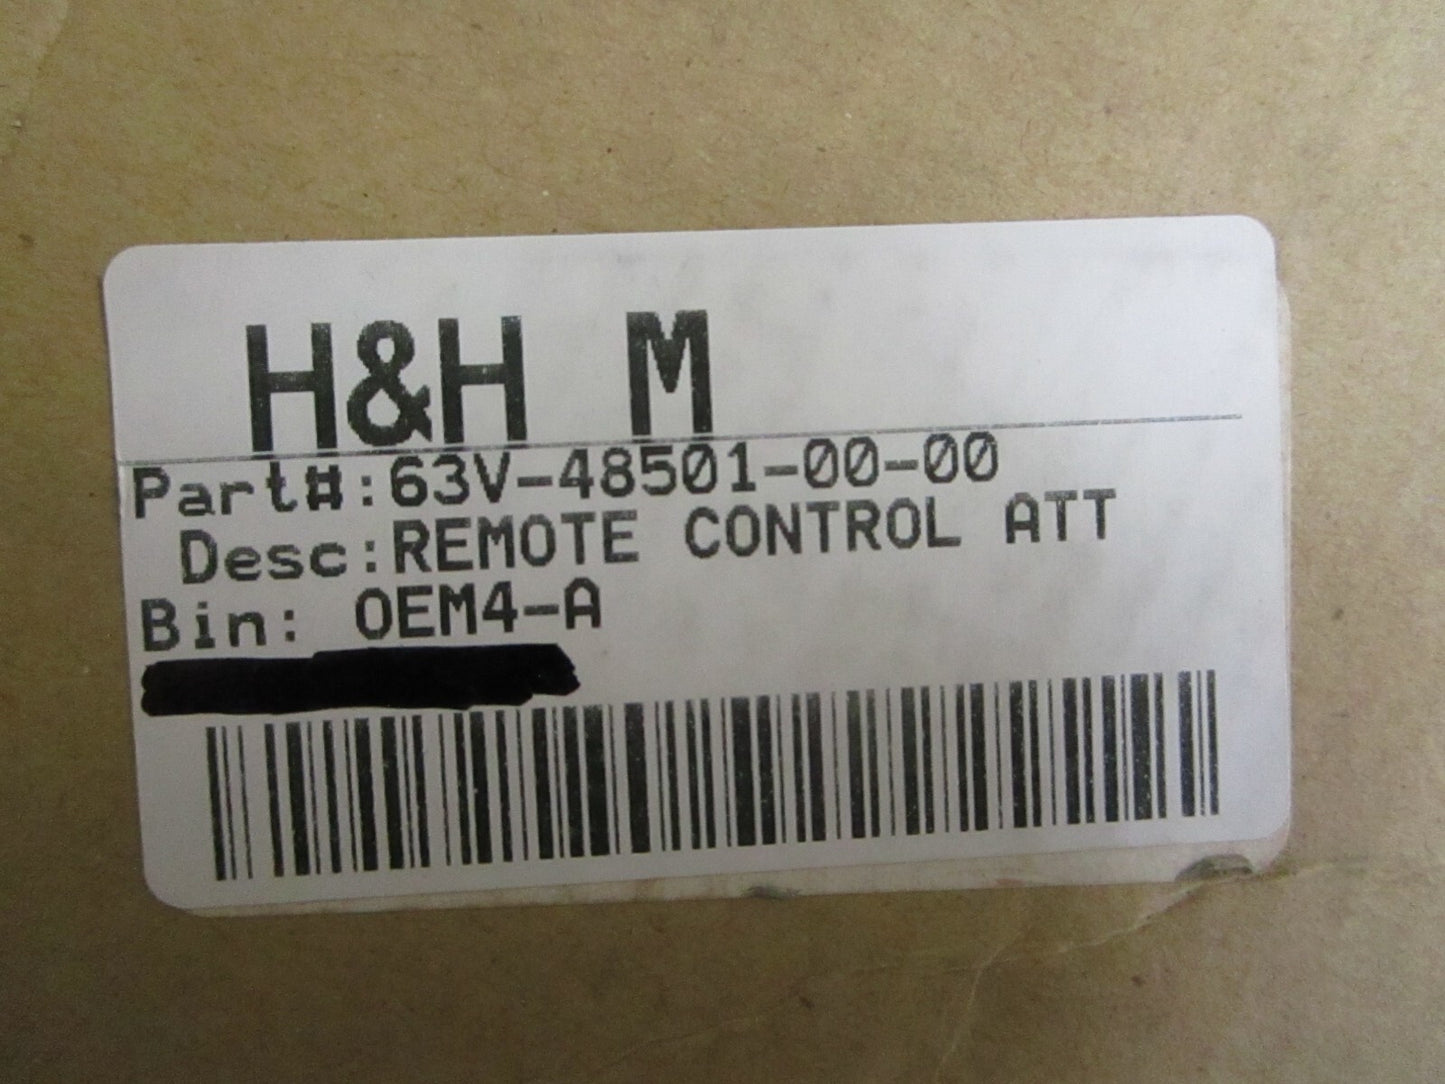 H&H M
Part#:63V-48501-00-00
Desc:REMOTE CONTROL ATT
Bin: OEM4-A